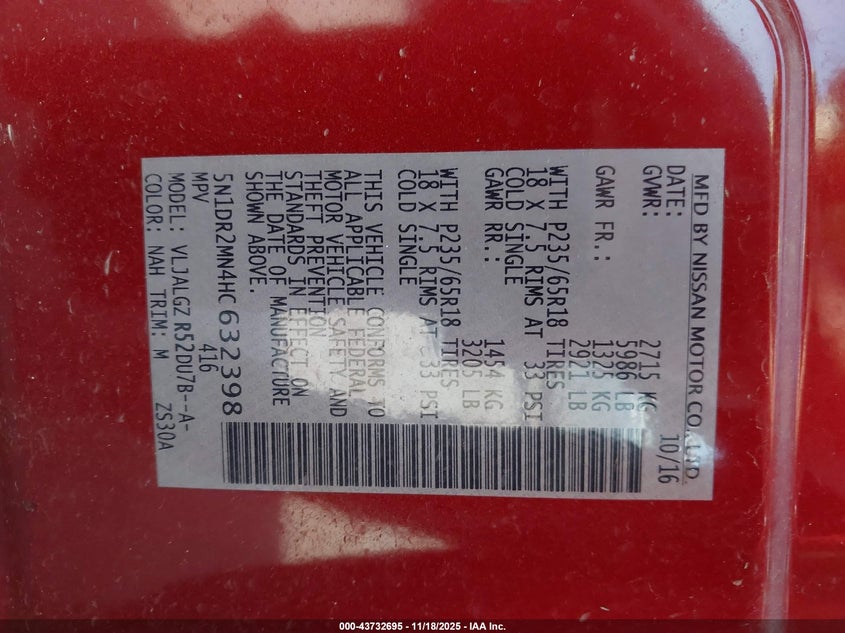 MFD BY NISSAN MOTOR CO., LTD.
DATE: 10/16
GVWR: 2715 KG
5986 LB
GAWR FR.: 1325 KG
2921 LB
WITH P235/65R18 TIRES
18 X 7.5 RIMS AT 33 PSI
COLD SINGLE
GAWR RR.: 1454 KG
3205 LB
WITH P235/65R18 TIRES
18 X 7.5 RIMS AT 33 PSI
COLD SINGLE
THIS VEHICLE CONFORMS TO
ALL APPLICABLE FEDERAL
MOTOR VEHICLE SAFETY AND
THEFT PREVENTION
STANDARDS IN EFFECT ON
THE DATE OF MANUFACTURE
SHOWN ABOVE.
5N1DR2MN4HC632398
MPV 416
MODEL: VLJALGZ R52DU7B--A-
COLOR: NAH TRIM: M ZS30A
000-43732695 - 11/18/2025 - IAA Inc.